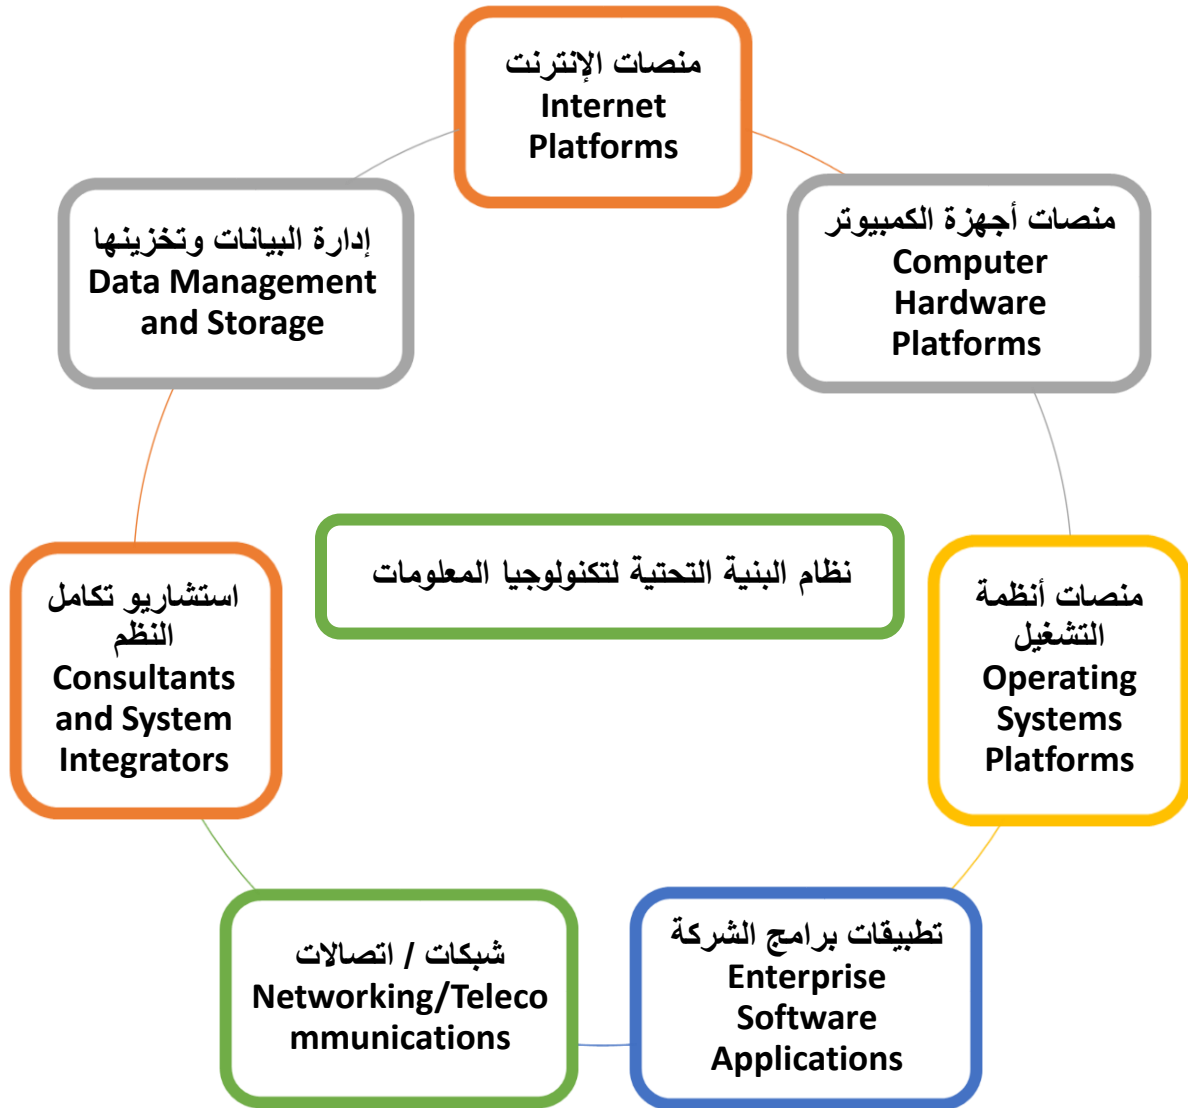 منصات الإنترنت
Internet
Platforms
منصات أجهزة الكمبيوتر
Computer
Hardware
Platforms
إدارة البيانات وتخزينها
Data Management
and Storage
نظام البنية التحتية لتكنولوجيا المعلومات
منصات أنظمة
التشغيل
Operating
Systems
Platforms
استشاريو تكامل
النظم
Consultants
and System
Integrators
تطبيقات برامج الشركة
Enterprise
Software
Applications
شبكات / اتصالات
Networking/Teleco
mmunications